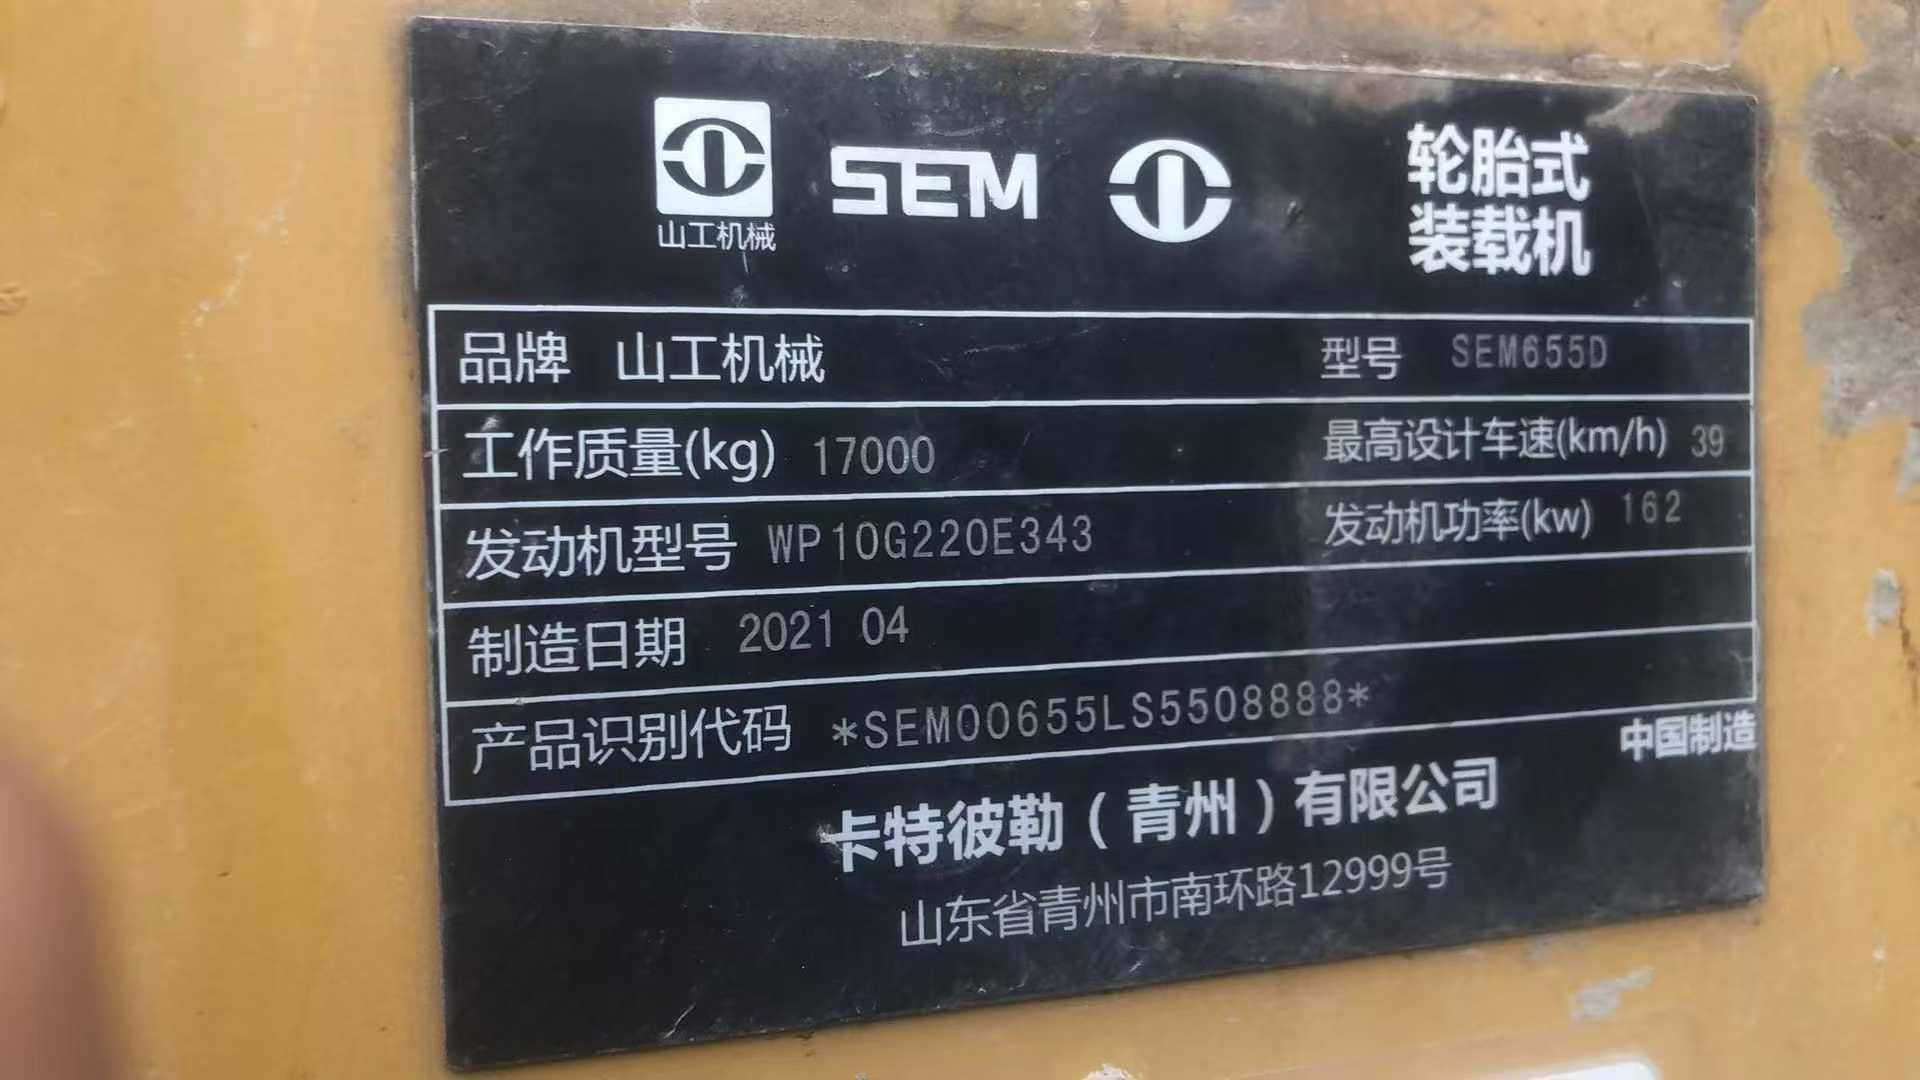 山工机械
SEM
轮胎式
装载机
品牌 山工机械 型号 SEM655D
工作质量(kg) 17000 最高设计车速(km/h) 39
发动机型号 WP10G220E343 发动机功率(kw) 162
制造日期 2021 04
产品识别代码 *SEM00655LS5508888*
中国制造
卡特彼勒（青州）有限公司
山东省青州市南环路12999号